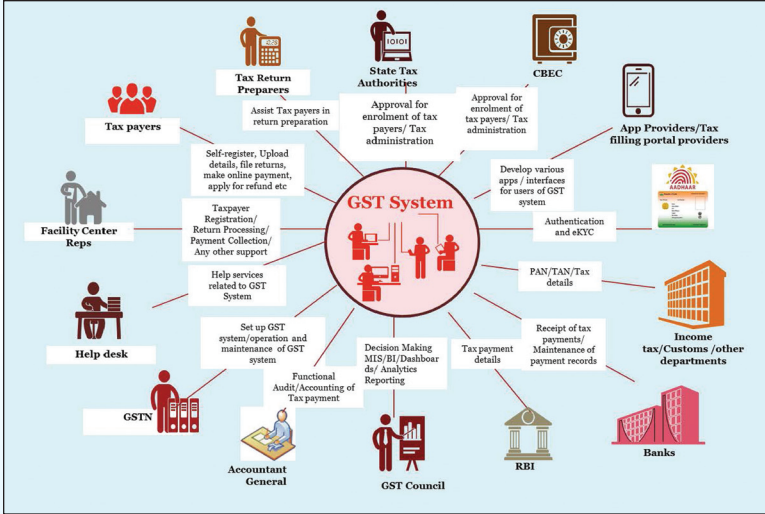 Tax Return
Preparers
State Tax
Authorities
CBEC
Tax payers
Assist Tax payers in
return preparation
Approval for
enrolment of tax
payers/ Tax
administration
Approval for
enrolment of
tax payers/ Tax
administration
App Providers/Tax
filling portal providers
Self-register, Upload
details, file returns,
make online payment,
apply for refund etc
GST System
Develop various
apps / interfaces
for users of GST
system
AADHAAR
Facility Center
Reps
Taxpayer
Registration/
Return Processing/
Payment Collection/
Any other support
Authentication
and eKYC
Help desk
Help services
related to GST
System
PAN/TAN/Tax
details
Income
tax/Customs /other
departments
GSTN
Set up GST
system/operation and
maintenance of GST
system
Functional
Audit/Accounting of
Tax payment
Decision Making
MIS/BI/Dashboar
ds/ Analytics
Reporting
Tax payment
details
Receipt of tax
payments/
Maintenance of
payment records
Accountant
General
GST Council
RBI
Banks